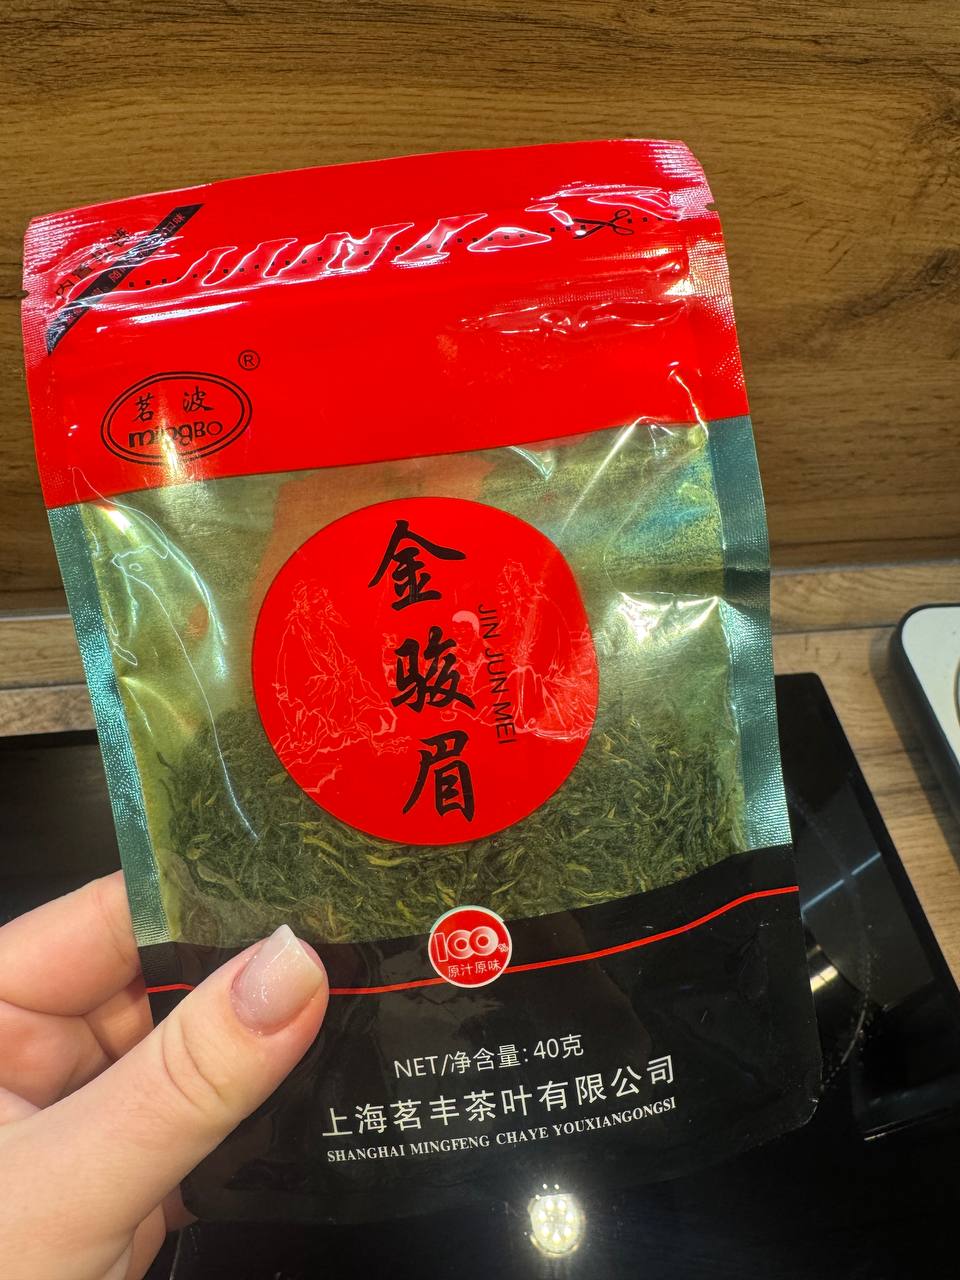 茗波
mingBO
®
金骏眉
JIN JUN MEI
100%
原汁原味
NET/净含量:40克
上海茗丰茶叶有限公司
SHANGHAI MINGFENG CHAYE YOUXIANGONGSI